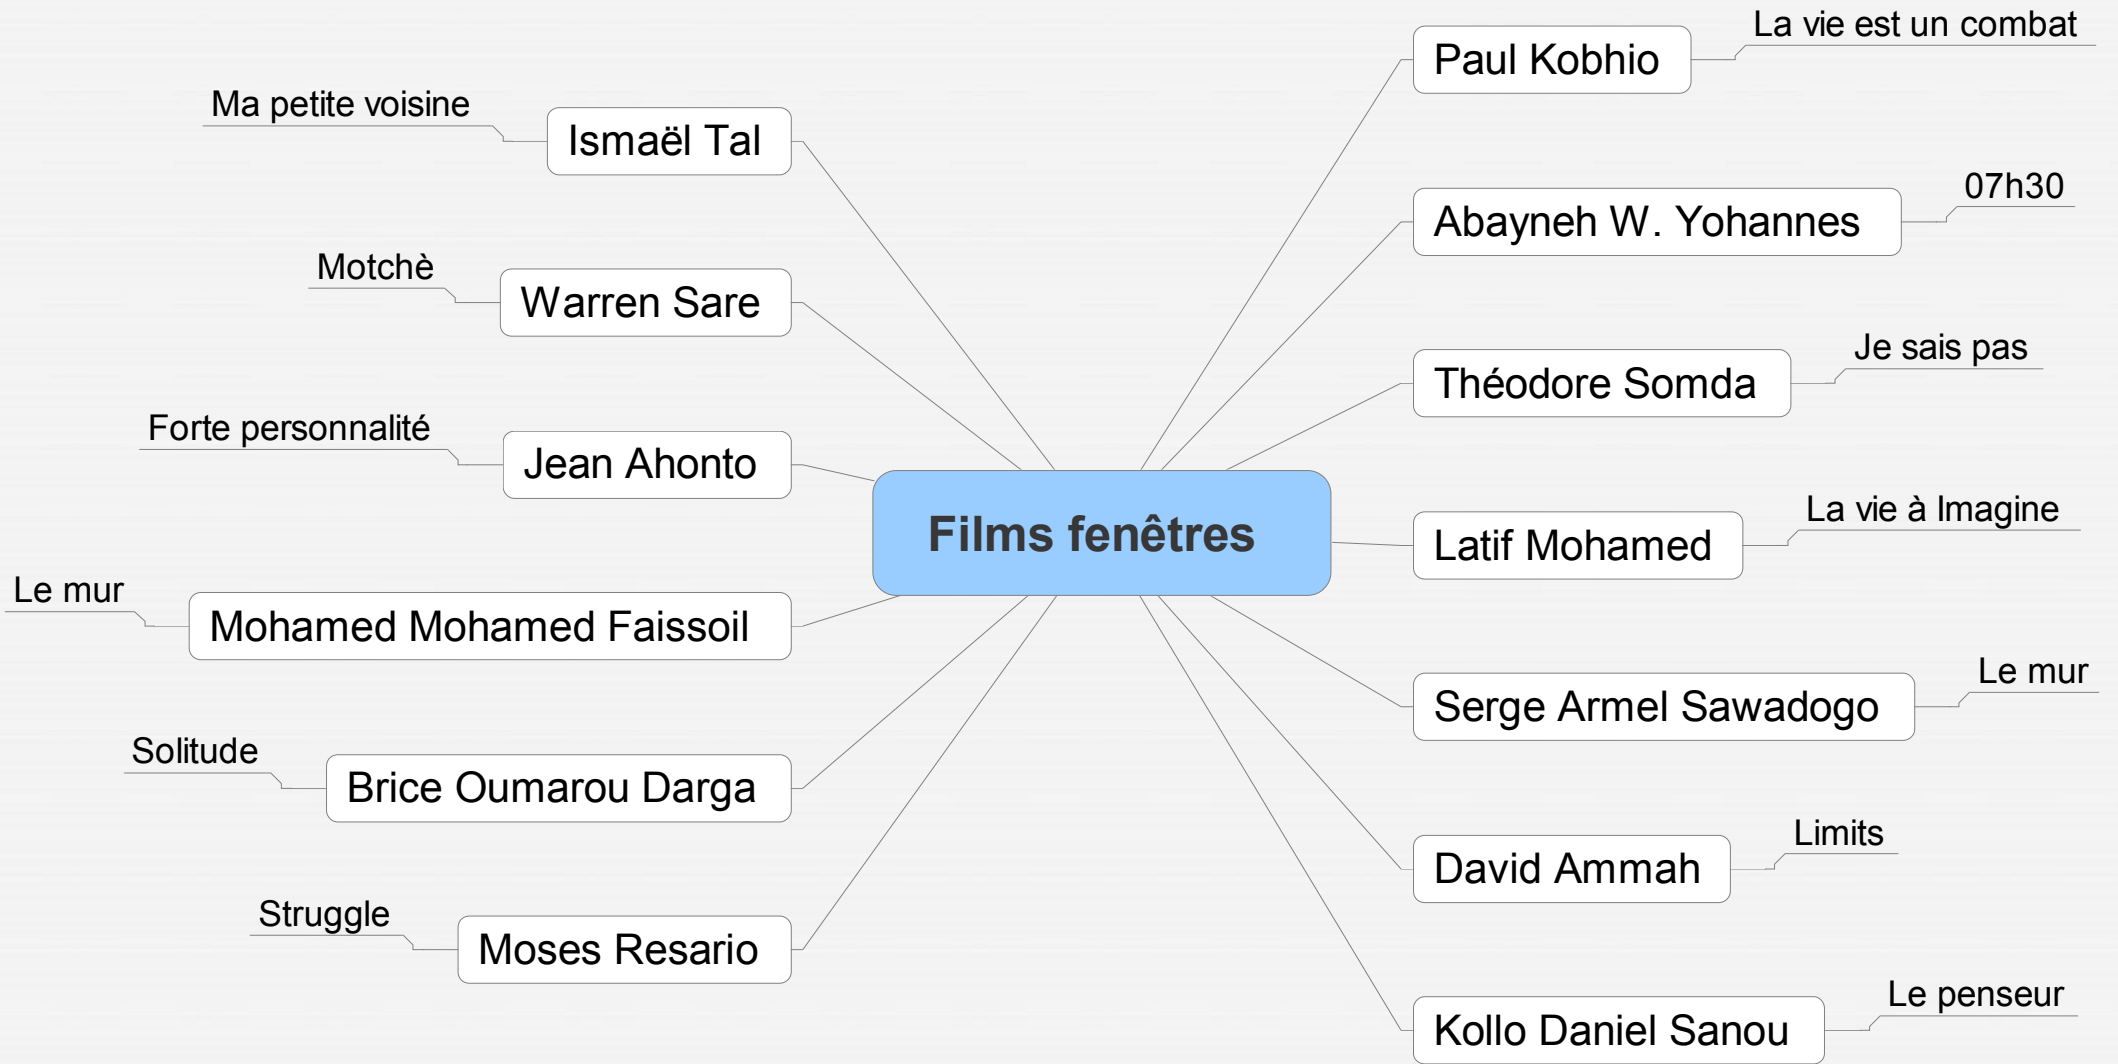 Films fenêtres
Paul Kobhio
La vie est un combat
Abayneh W. Yohannes
07h30
Théodore Somda
Je sais pas
Latif Mohamed
La vie à Imagine
Serge Armel Sawadogo
Le mur
David Ammah
Limits
Kollo Daniel Sanou
Le penseur
Ismaël Tal
Ma petite voisine
Warren Sare
Motchè
Jean Ahonto
Forte personnalité
Mohamed Mohamed Faissoil
Le mur
Brice Oumarou Darga
Solitude
Moses Resario
Struggle